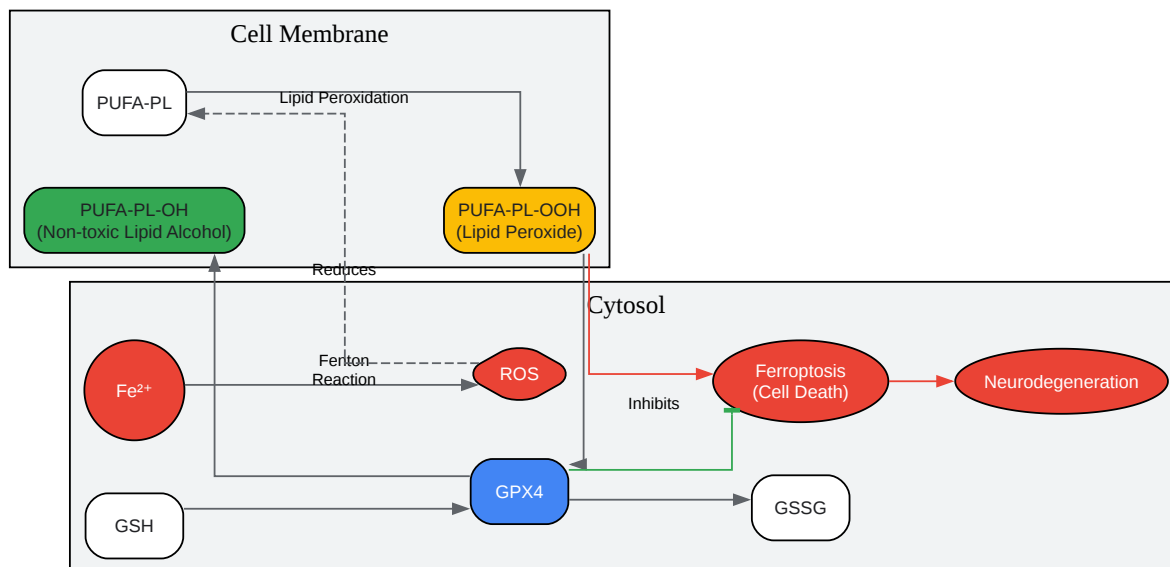 Cell Membrane
PUFA-PL
Lipid Peroxidation
PUFA-PL-OH
(Non-toxic Lipid Alcohol)
PUFA-PL-OOH
(Lipid Peroxide)
Reduces
Cytosol
Fe²⁺
Fenton
Reaction
ROS
Ferroptosis
(Cell Death)
Neurodegeneration
Inhibits
GPX4
GSH
GSSG